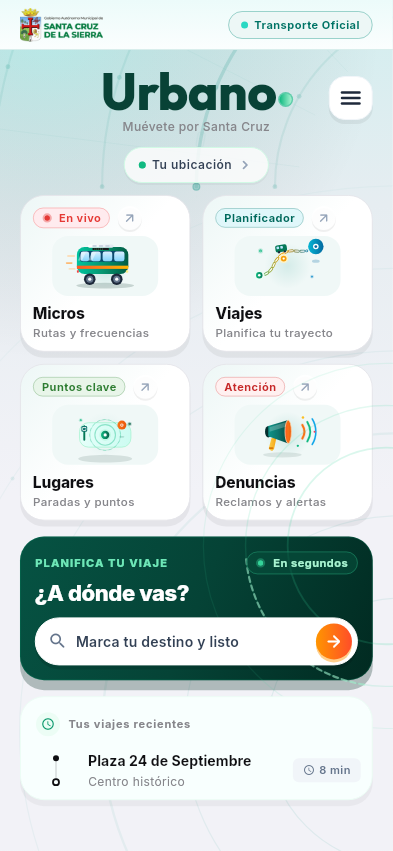 Gobierno Autónomo Municipal de
SANTA CRUZ
DE LA SIERRA
Transporte Oficial
Urbano
Muévete por Santa Cruz
Tu ubicación
En vivo
Micros
Rutas y frecuencias
Planificador
Viajes
Planifica tu trayecto
Puntos clave
Lugares
Paradas y puntos
Atención
Denuncias
Reclamos y alertas
PLANIFICA TU VIAJE
En segundos
¿A dónde vas?
Marca tu destino y listo
Tus viajes recientes
Plaza 24 de Septiembre
Centro histórico
8 min